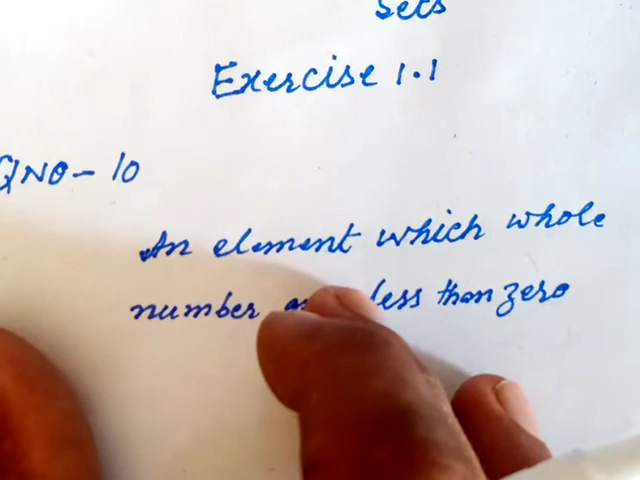 Sets
Exercise 1.1
QNO- 10
An element which whole
number less than zero